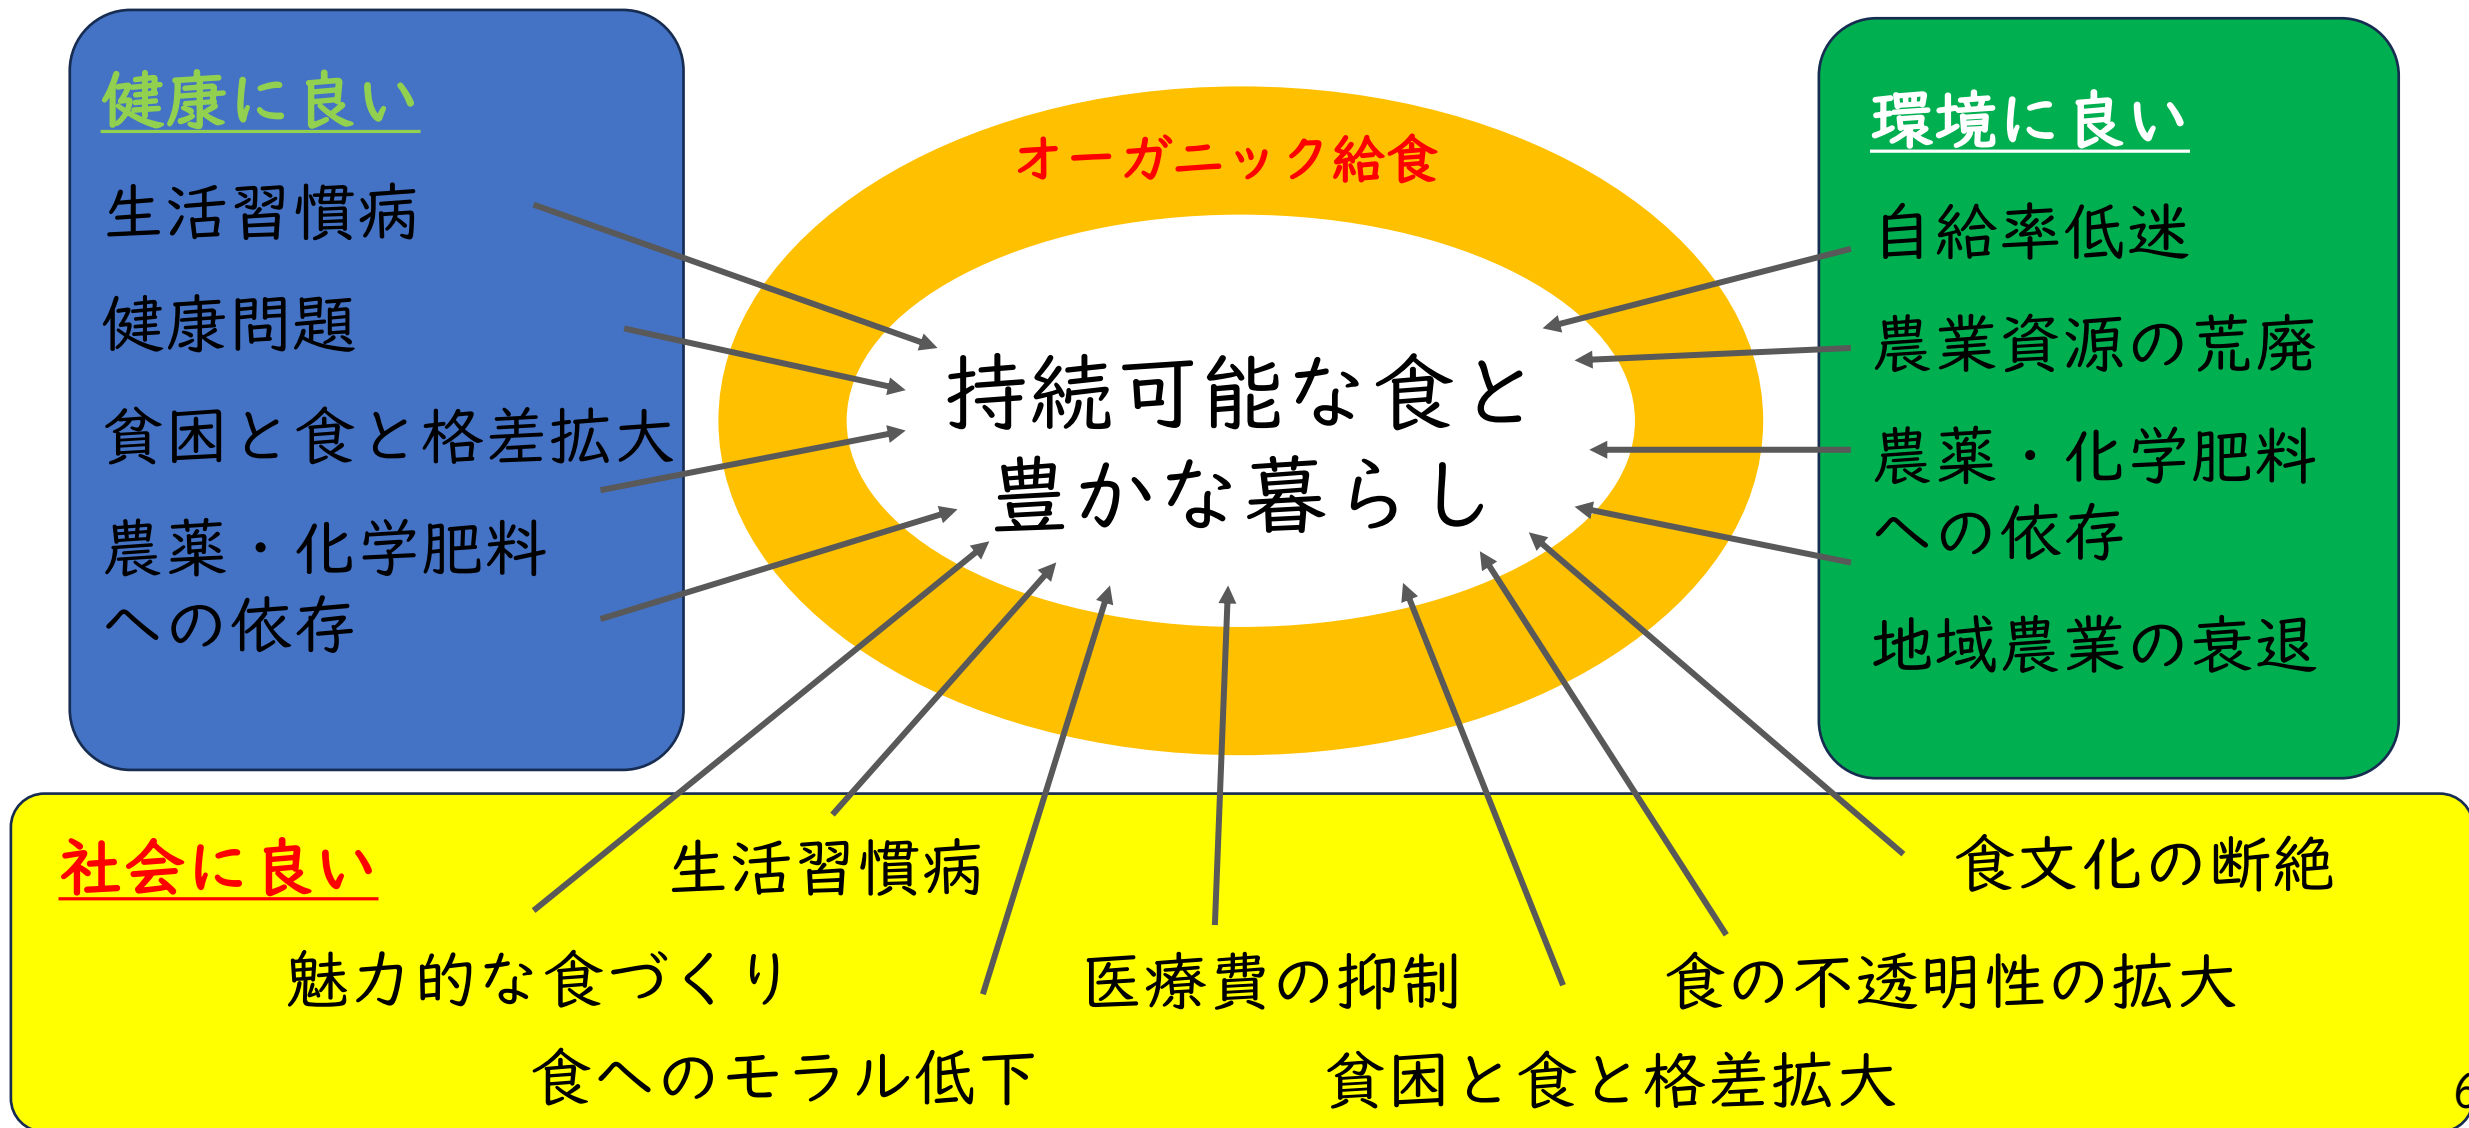 健康に良い
生活習慣病
健康問題
貧困と食と格差拡大
農薬・化学肥料
への依存
オーガニック給食
持続可能な食と
豊かな暮らし
環境に良い
自給率低迷
農業資源の荒廃
農薬・化学肥料
への依存
地域農業の衰退
社会に良い
生活習慣病
食文化の断絶
魅力的な食づくり
医療費の抑制
食の不透明性の拡大
食へのモラル低下
貧困と食と格差拡大
6